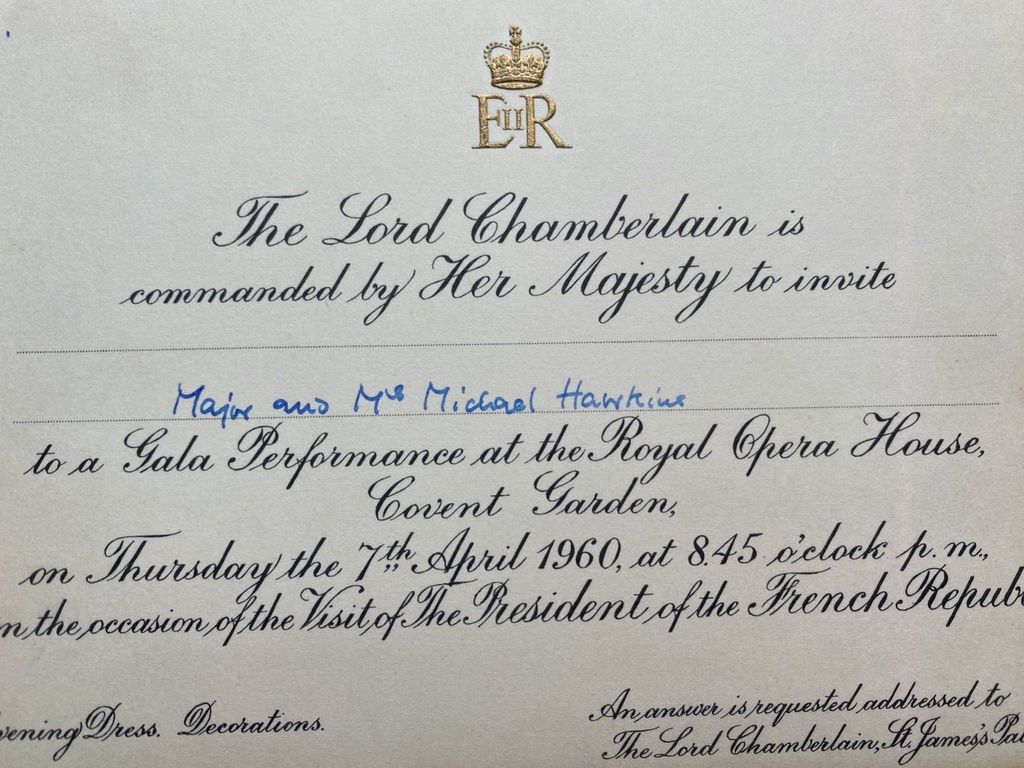 EIIR
The Lord Chamberlain is
commanded by Her Majesty to invite
Major and Mrs Michael Hawkins
to a Gala Performance at the Royal Opera House,
Covent Garden,
on Thursday the 7th April 1960, at 8.45 o'clock p.m.,
n the occasion of the Visit of The President of the French Repub
vening Dress. Decorations.
An answer is requested addressed to
The Lord Chamberlain, St. James's Pa